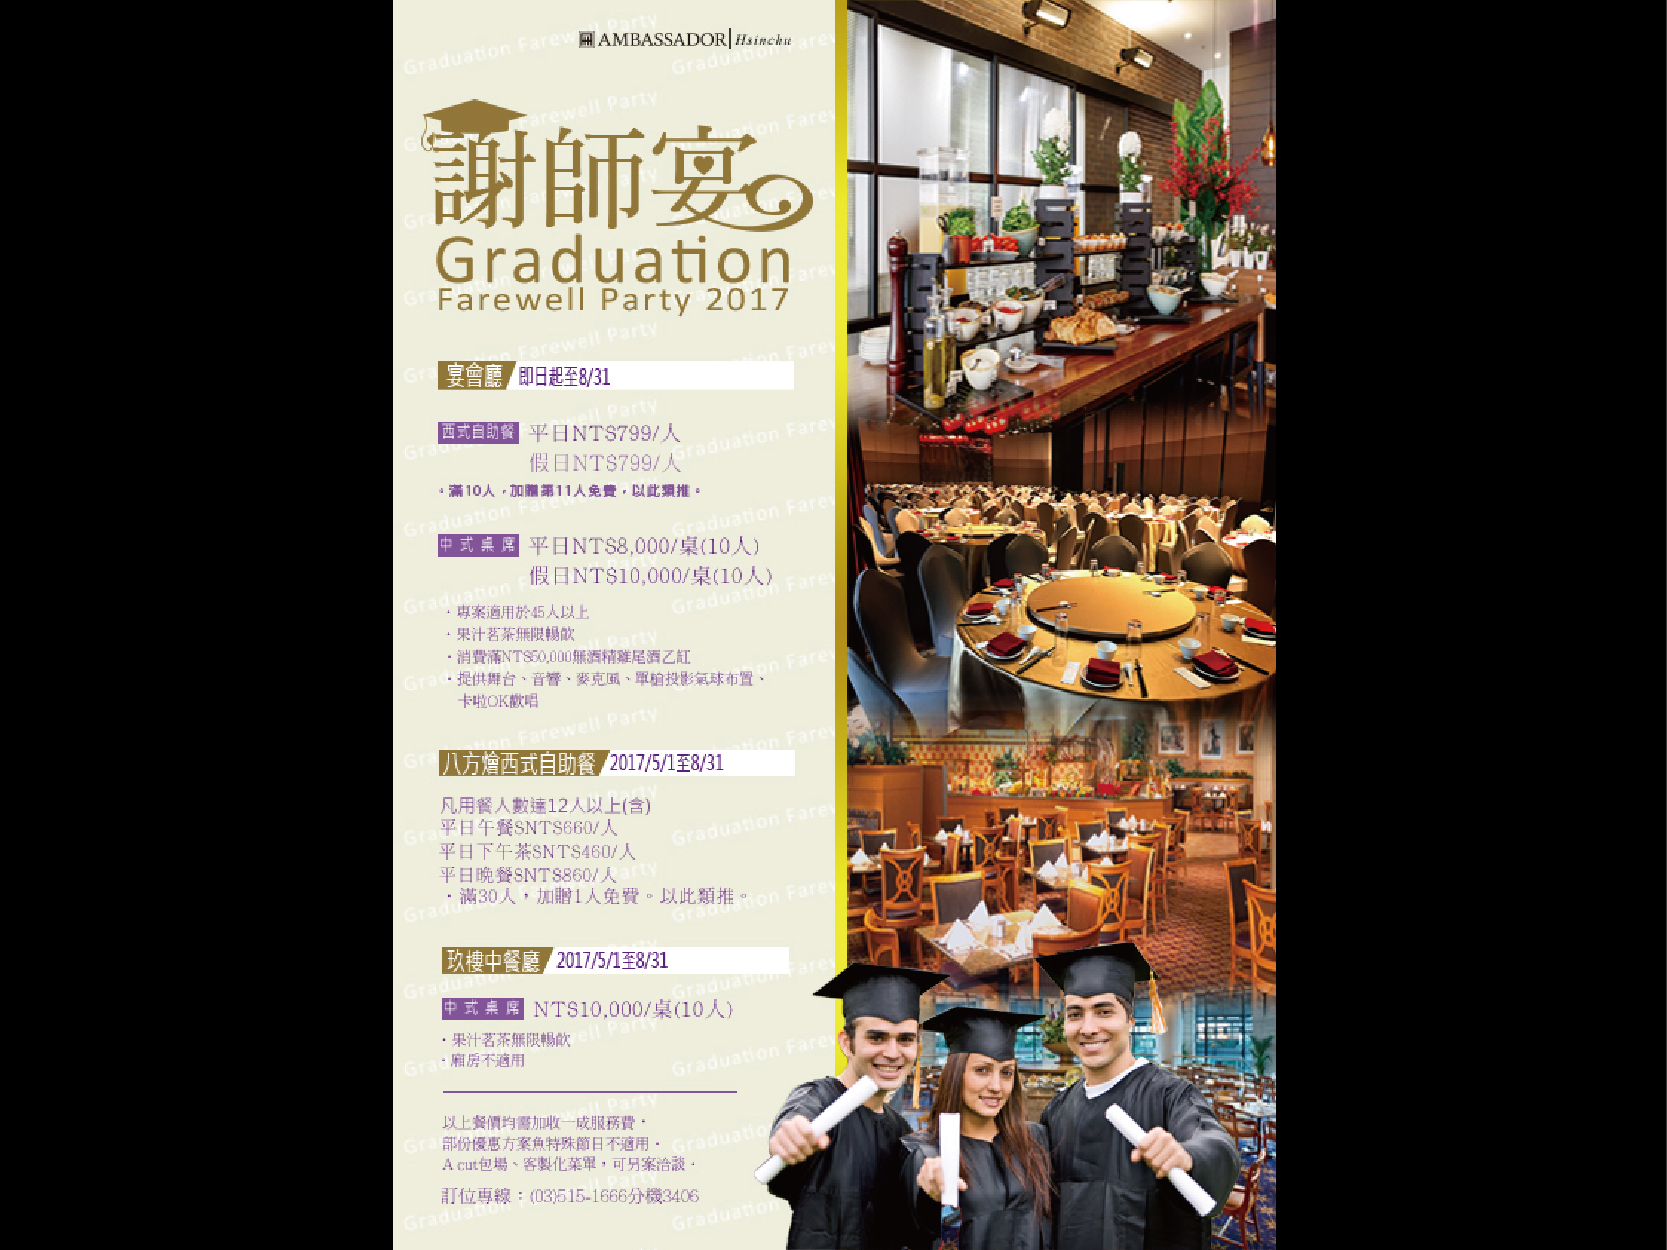 AMBASSADOR Hsinchu
謝師宴
Graduation
Farewell Party 2017
宴會廳 即日起至8/31
西式自助餐 平日NT$799/人
假日NT$799/人
。滿10人，加贈第11人免費，以此類推。
中式桌席 平日NT$8,000/桌(10人)
假日NT$10,000/桌(10人)
・專案適用於45人以上
・果汁茗茶無限暢飲
・消費滿NT$50,000無酒精雞尾酒乙缸
・提供舞台、音響、麥克風、單槍投影氣球布置、
卡啦OK歡唱
八方燴西式自助餐 2017/5/1至8/31
凡用餐人數達12人以上(含)
平日午餐$NT$660/人
平日下午茶$NT$460/人
平日晚餐$NT$860/人
・滿30人，加贈1人免費。以此類推。
玖樓中餐廳 2017/5/1至8/31
中式桌席 NT$10,000/桌(10人)
・果汁茗茶無限暢飲
・廂房不適用
以上餐價均需加收一成服務費，
部份優惠方案魚特殊節日不適用。
A cut包場、客製化菜單，可另案洽談。
訂位專線：(03)515-1666分機3406